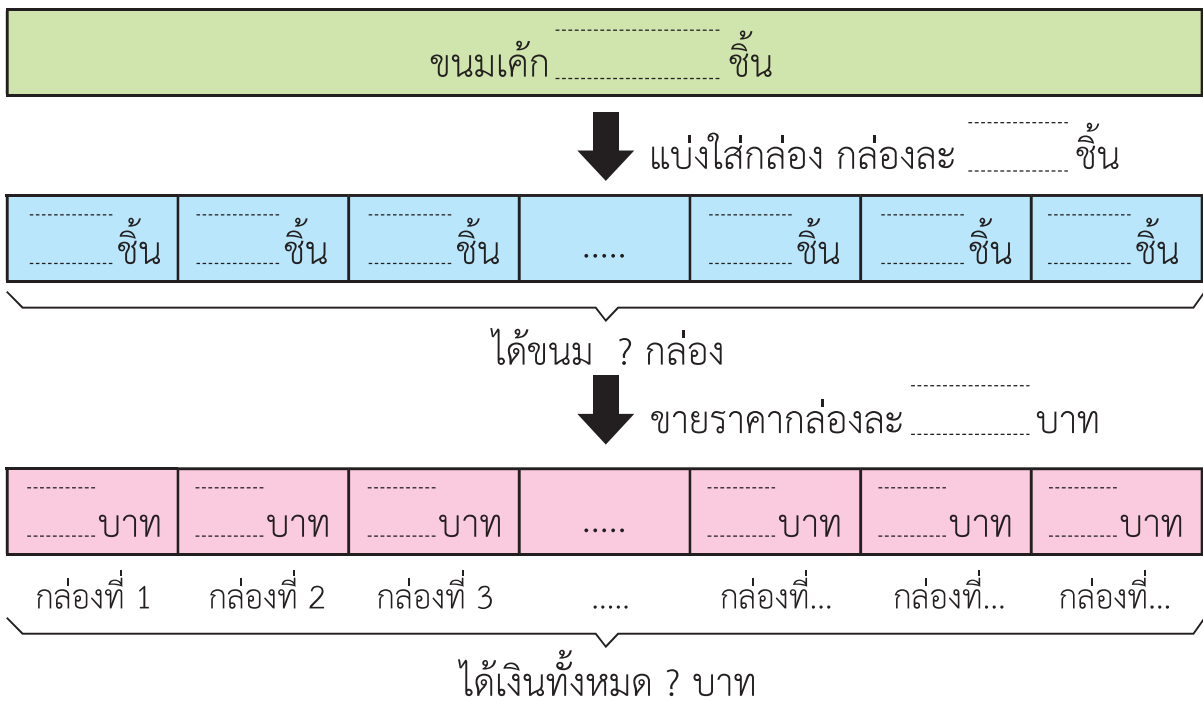 ขนมเค้ก ชิ้น
แบ่งใส่กล่อง กล่องละ ชิ้น
ชิ้น ชิ้น ชิ้น ..... ชิ้น ชิ้น ชิ้น
ได้ขนม ? กล่อง
ขายราคากล่องละ บาท
บาท บาท บาท ..... บาท บาท บาท
กล่องที่ 1 กล่องที่ 2 กล่องที่ 3 ..... กล่องที่... กล่องที่... กล่องที่...
ได้เงินทั้งหมด ? บาท